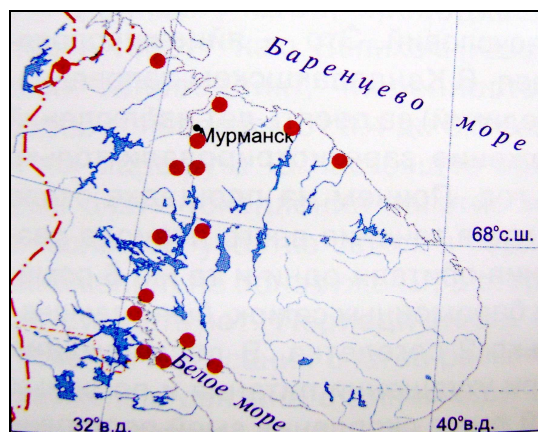 Баренцево море
Мурманск
68°с.ш.
Белое море
32°в.д.
40°в.д.